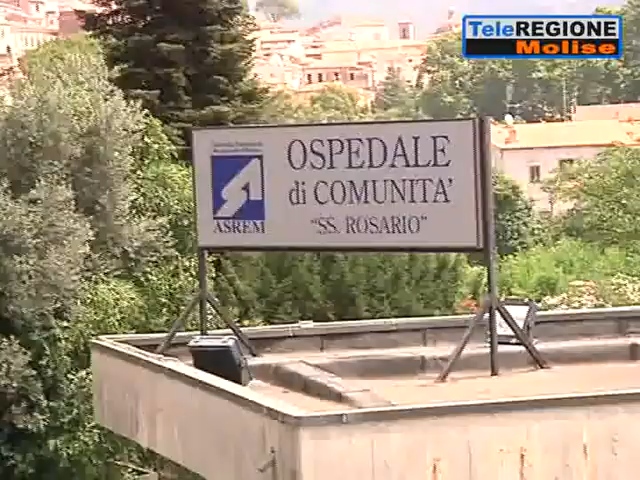 TeleREGIONE
Molise
OSPEDALE
di COMUNITA'
"SS. ROSARIO"
ASREM